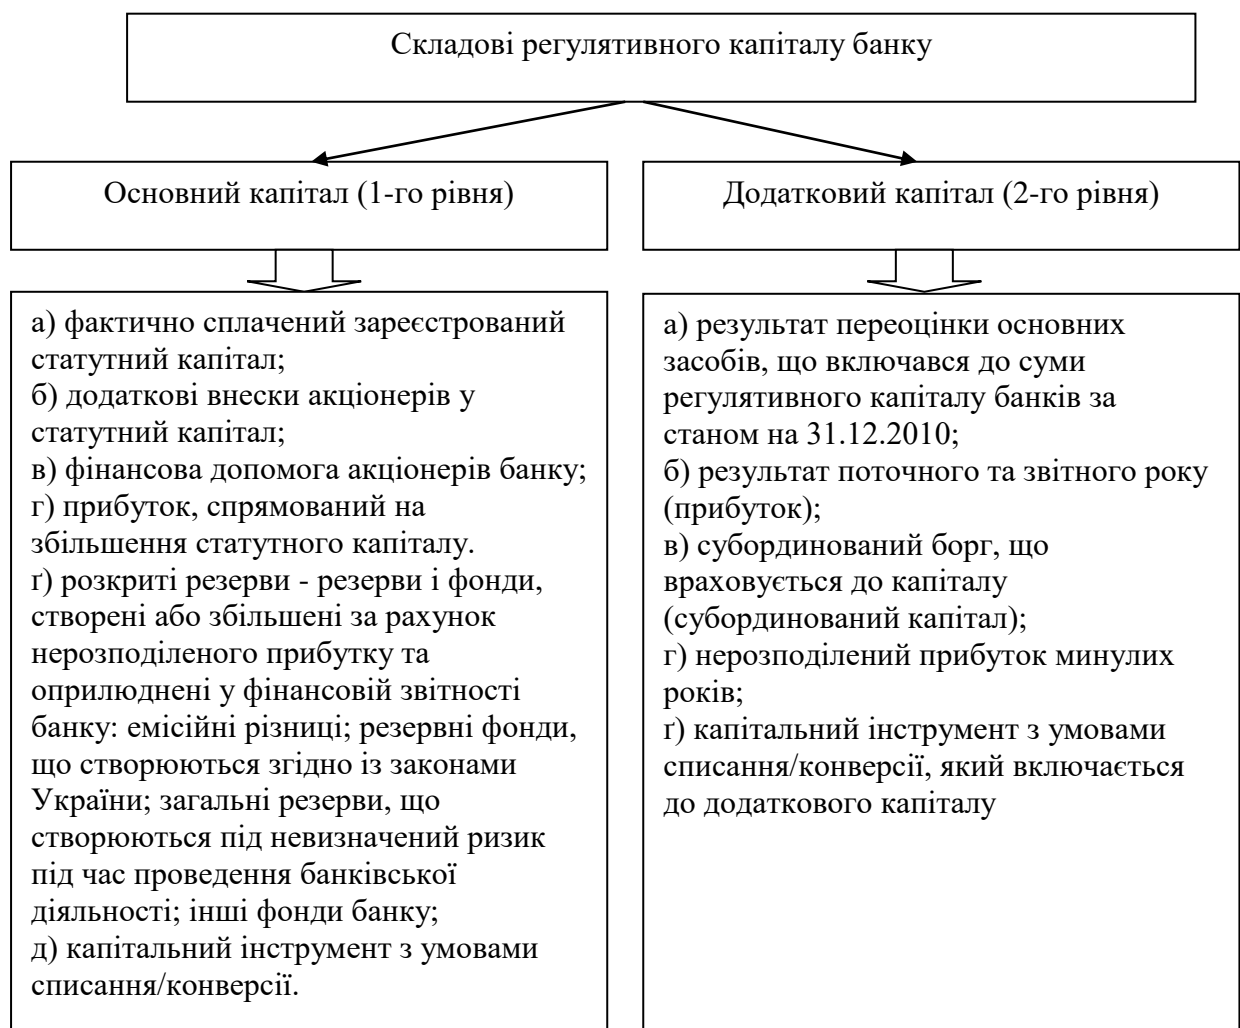 Складові регулятивного капіталу банку
Основний капітал (1-го рівня)
Додатковий капітал (2-го рівня)
а) фактично сплачений зареєстрований
статутний капітал;
б) додаткові внески акціонерів у
статутний капітал;
в) фінансова допомога акціонерів банку;
г) прибуток, спрямований на
збільшення статутного капіталу.
ґ) розкриті резерви - резерви і фонди,
створені або збільшені за рахунок
нерозподіленого прибутку та
оприлюднені у фінансовій звітності
банку: емісійні різниці; резервні фонди,
що створюються згідно із законами
України; загальні резерви, що
створюються під невизначений ризик
під час проведення банківської
діяльності; інші фонди банку;
д) капітальний інструмент з умовами
списання/конверсії.
а) результат переоцінки основних
засобів, що включався до суми
регулятивного капіталу банків за
станом на 31.12.2010;
б) результат поточного та звітного року
(прибуток);
в) субординований борг, що
враховується до капіталу
(субординований капітал);
г) нерозподілений прибуток минулих
років;
ґ) капітальний інструмент з умовами
списання/конверсії, який включається
до додаткового капіталу